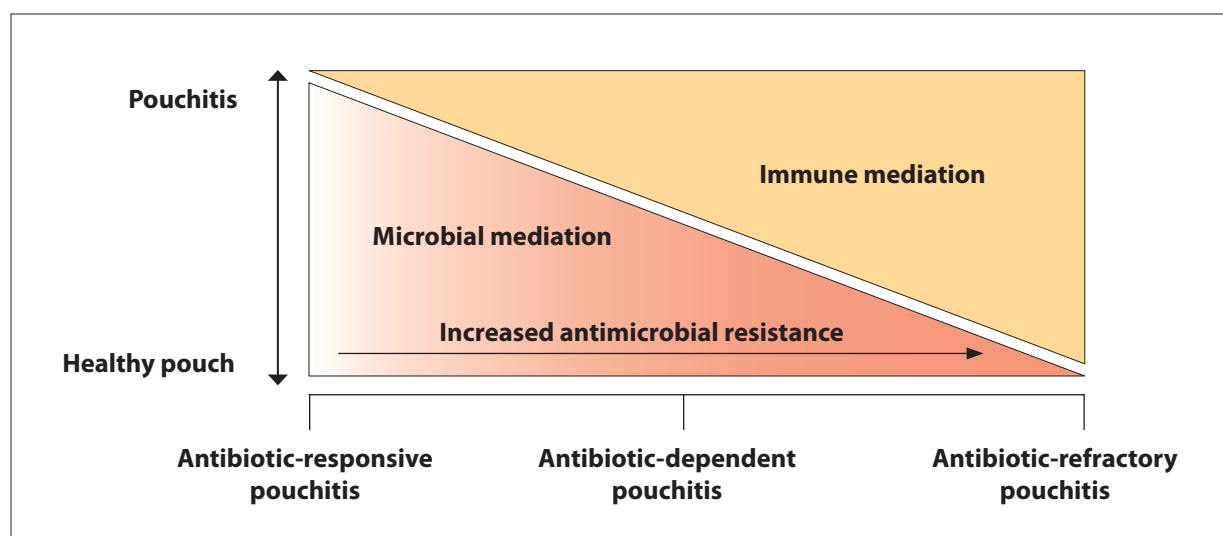 Pouchitis
Immune mediation
Microbial mediation
Increased antimicrobial resistance
Healthy pouch
Antibiotic-responsive
pouchitis
Antibiotic-dependent
pouchitis
Antibiotic-refractory
pouchitis